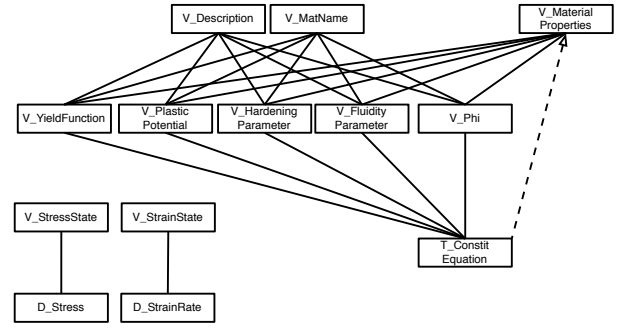 V_Description
V_MatName
V_Material
Properties
V_YieldFunction
V_Plastic
Potential
V_Hardening
Parameter
V_Fluidity
Parameter
V_Phi
V_StressState
V_StrainState
T_Constit
Equation
D_Stress
D_StrainRate